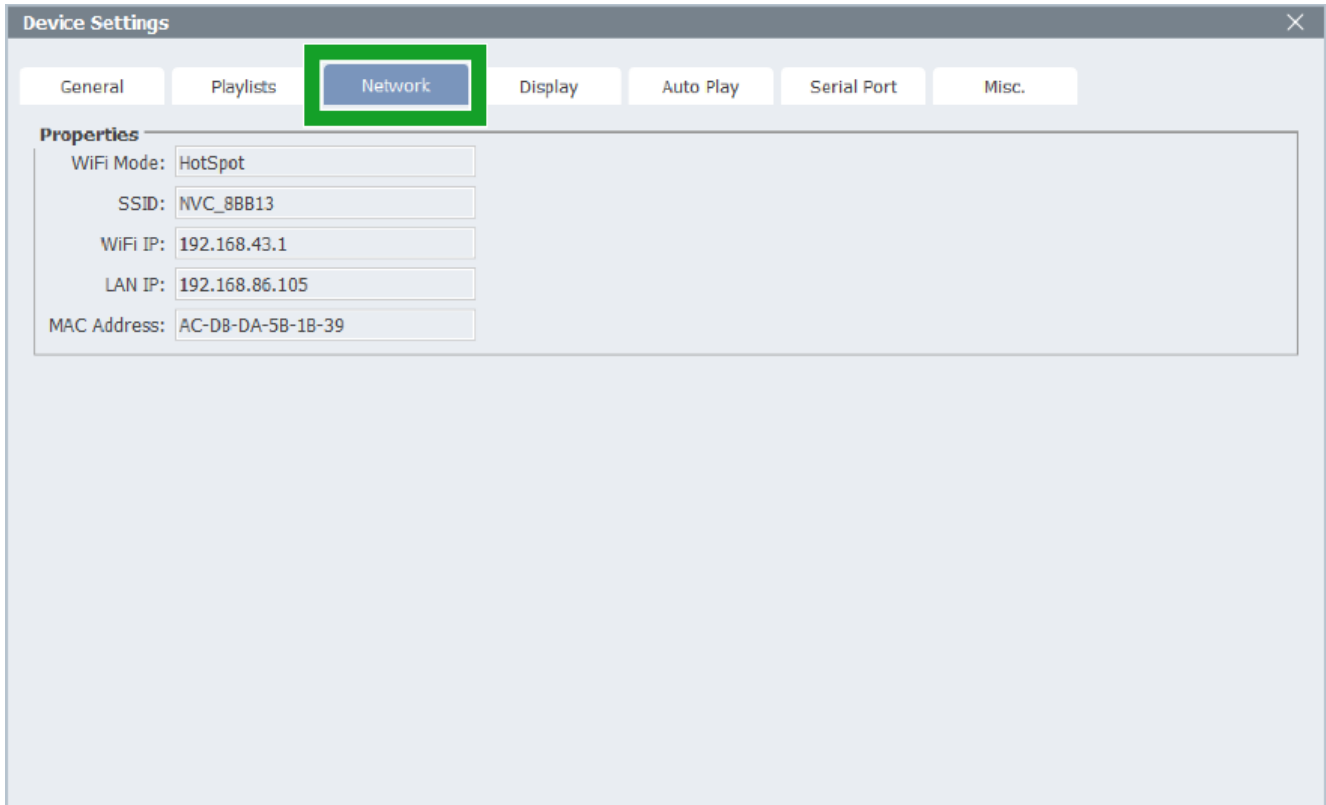 Device Settings
General Playlists Network Display Auto Play Serial Port Misc.
Properties
WiFi Mode: HotSpot
SSID: NVC_8BB13
WiFi IP: 192.168.43.1
LAN IP: 192.168.86.105
MAC Address: AC-DB-DA-5B-1B-39